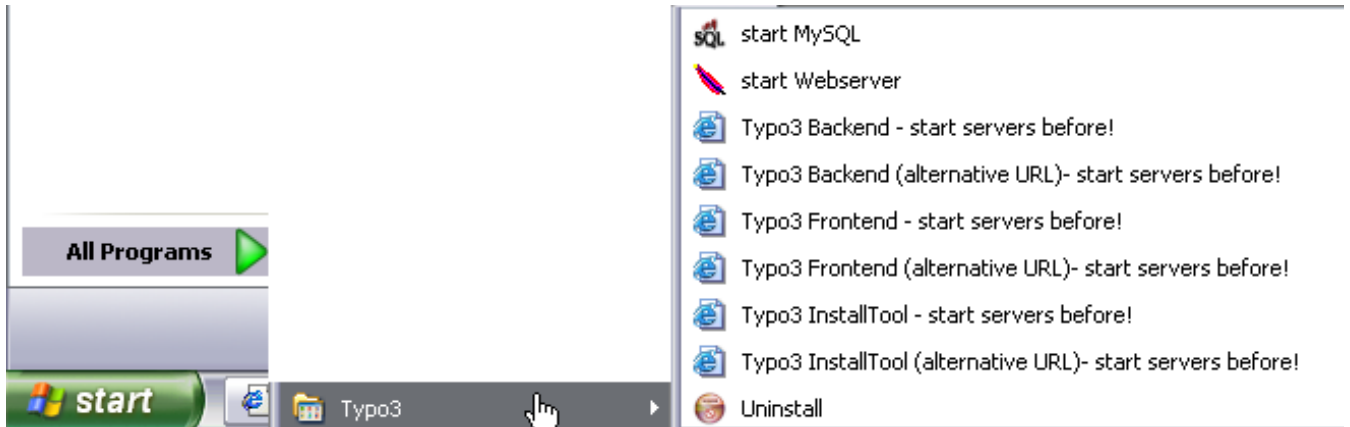 start MySQL
start Webserver
Typo3 Backend - start servers before!
Typo3 Backend (alternative URL)- start servers before!
Typo3 Frontend - start servers before!
Typo3 Frontend (alternative URL)- start servers before!
Typo3 InstallTool - start servers before!
Typo3 InstallTool (alternative URL)- start servers before!
Uninstall
All Programs
start
Typo3